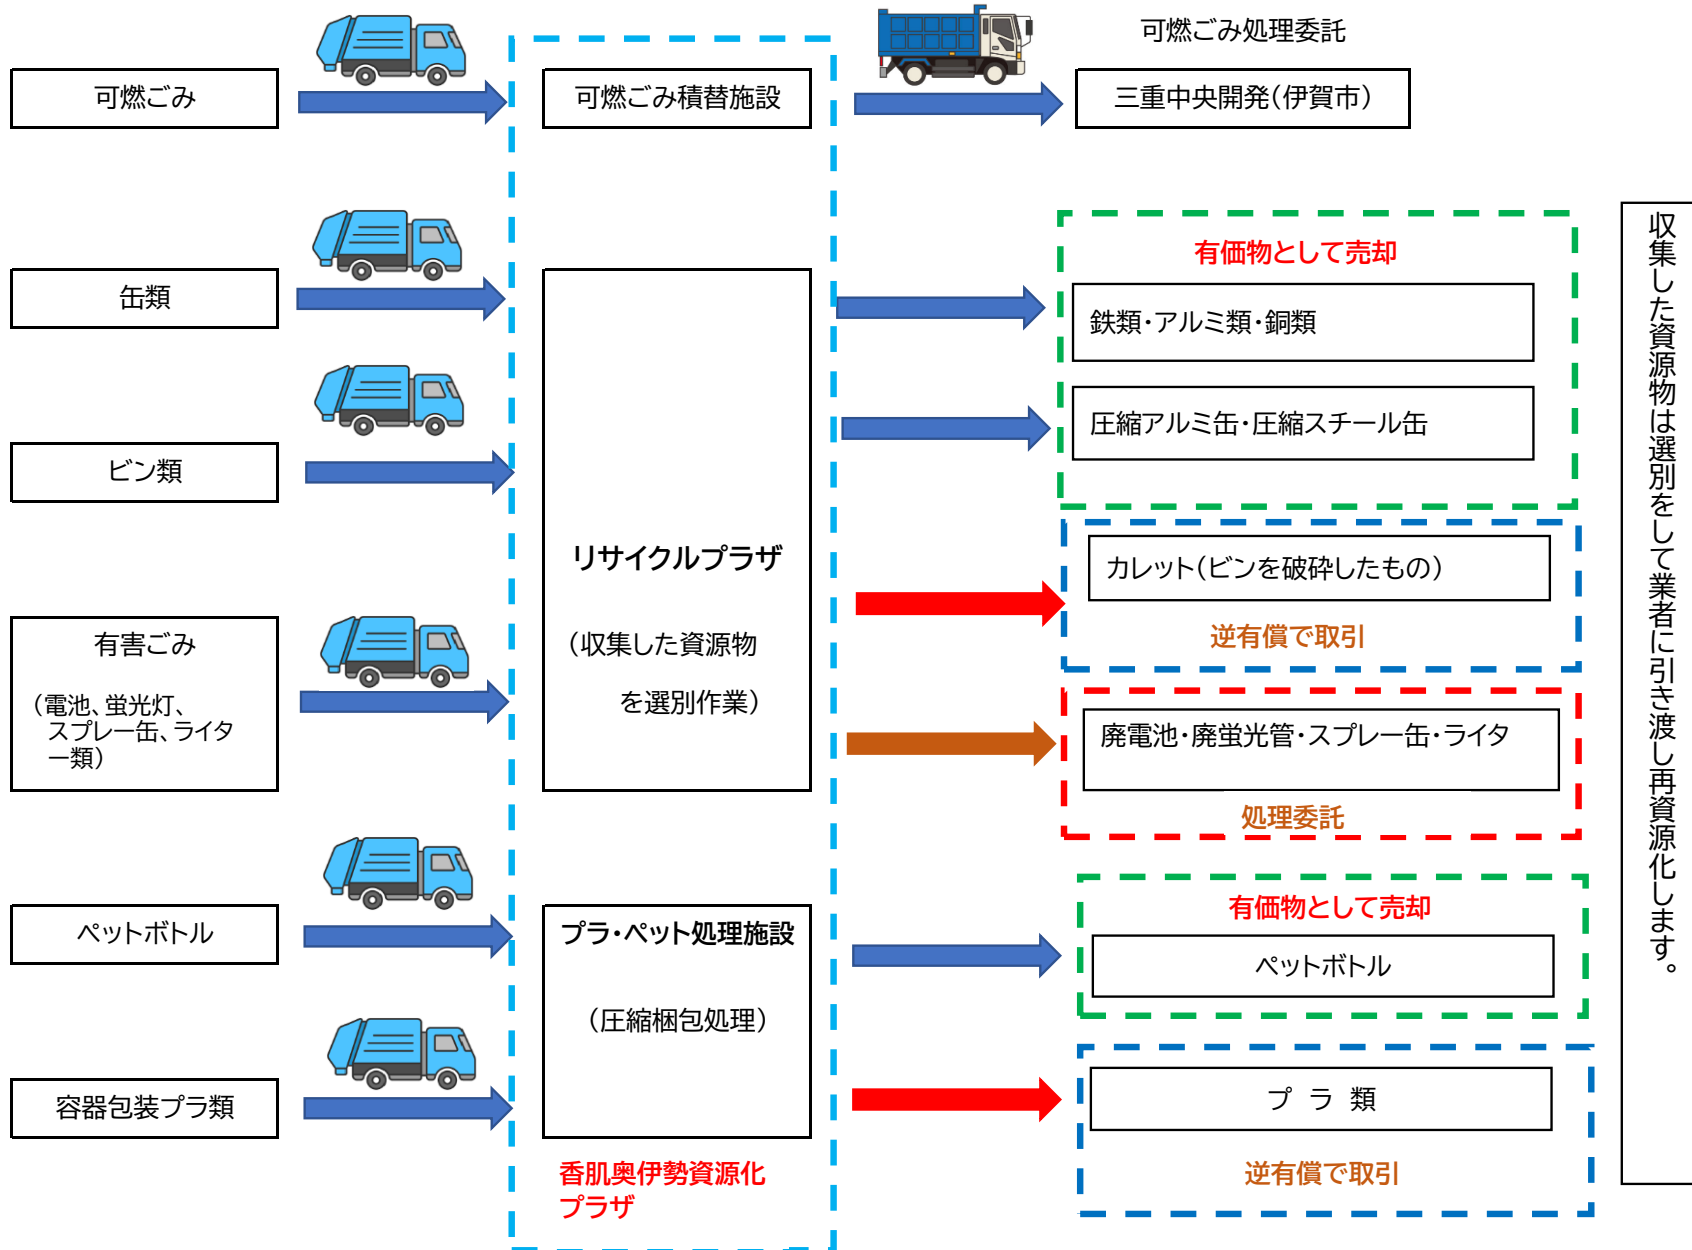 可燃ごみ処理委託
可燃ごみ
可燃ごみ積替施設
三重中央開発(伊賀市)
缶類
ビン類
有害ごみ
(電池、蛍光灯、
スプレー缶、ライタ
ー類)
ペットボトル
容器包装プラ類
リサイクルプラザ
(収集した資源物
を選別作業)
プラ・ペット処理施設
(圧縮梱包処理)
香肌奥伊勢資源化
プラザ
有価物として売却
鉄類・アルミ類・銅類
圧縮アルミ缶・圧縮スチール缶
カレット(ビンを破砕したもの)
逆有償で取引
廃電池・廃蛍光管・スプレー缶・ライタ
処理委託
有価物として売却
ペットボトル
プ ラ 類
逆有償で取引
収集した資源物は選別をして業者に引き渡し再資源化します。